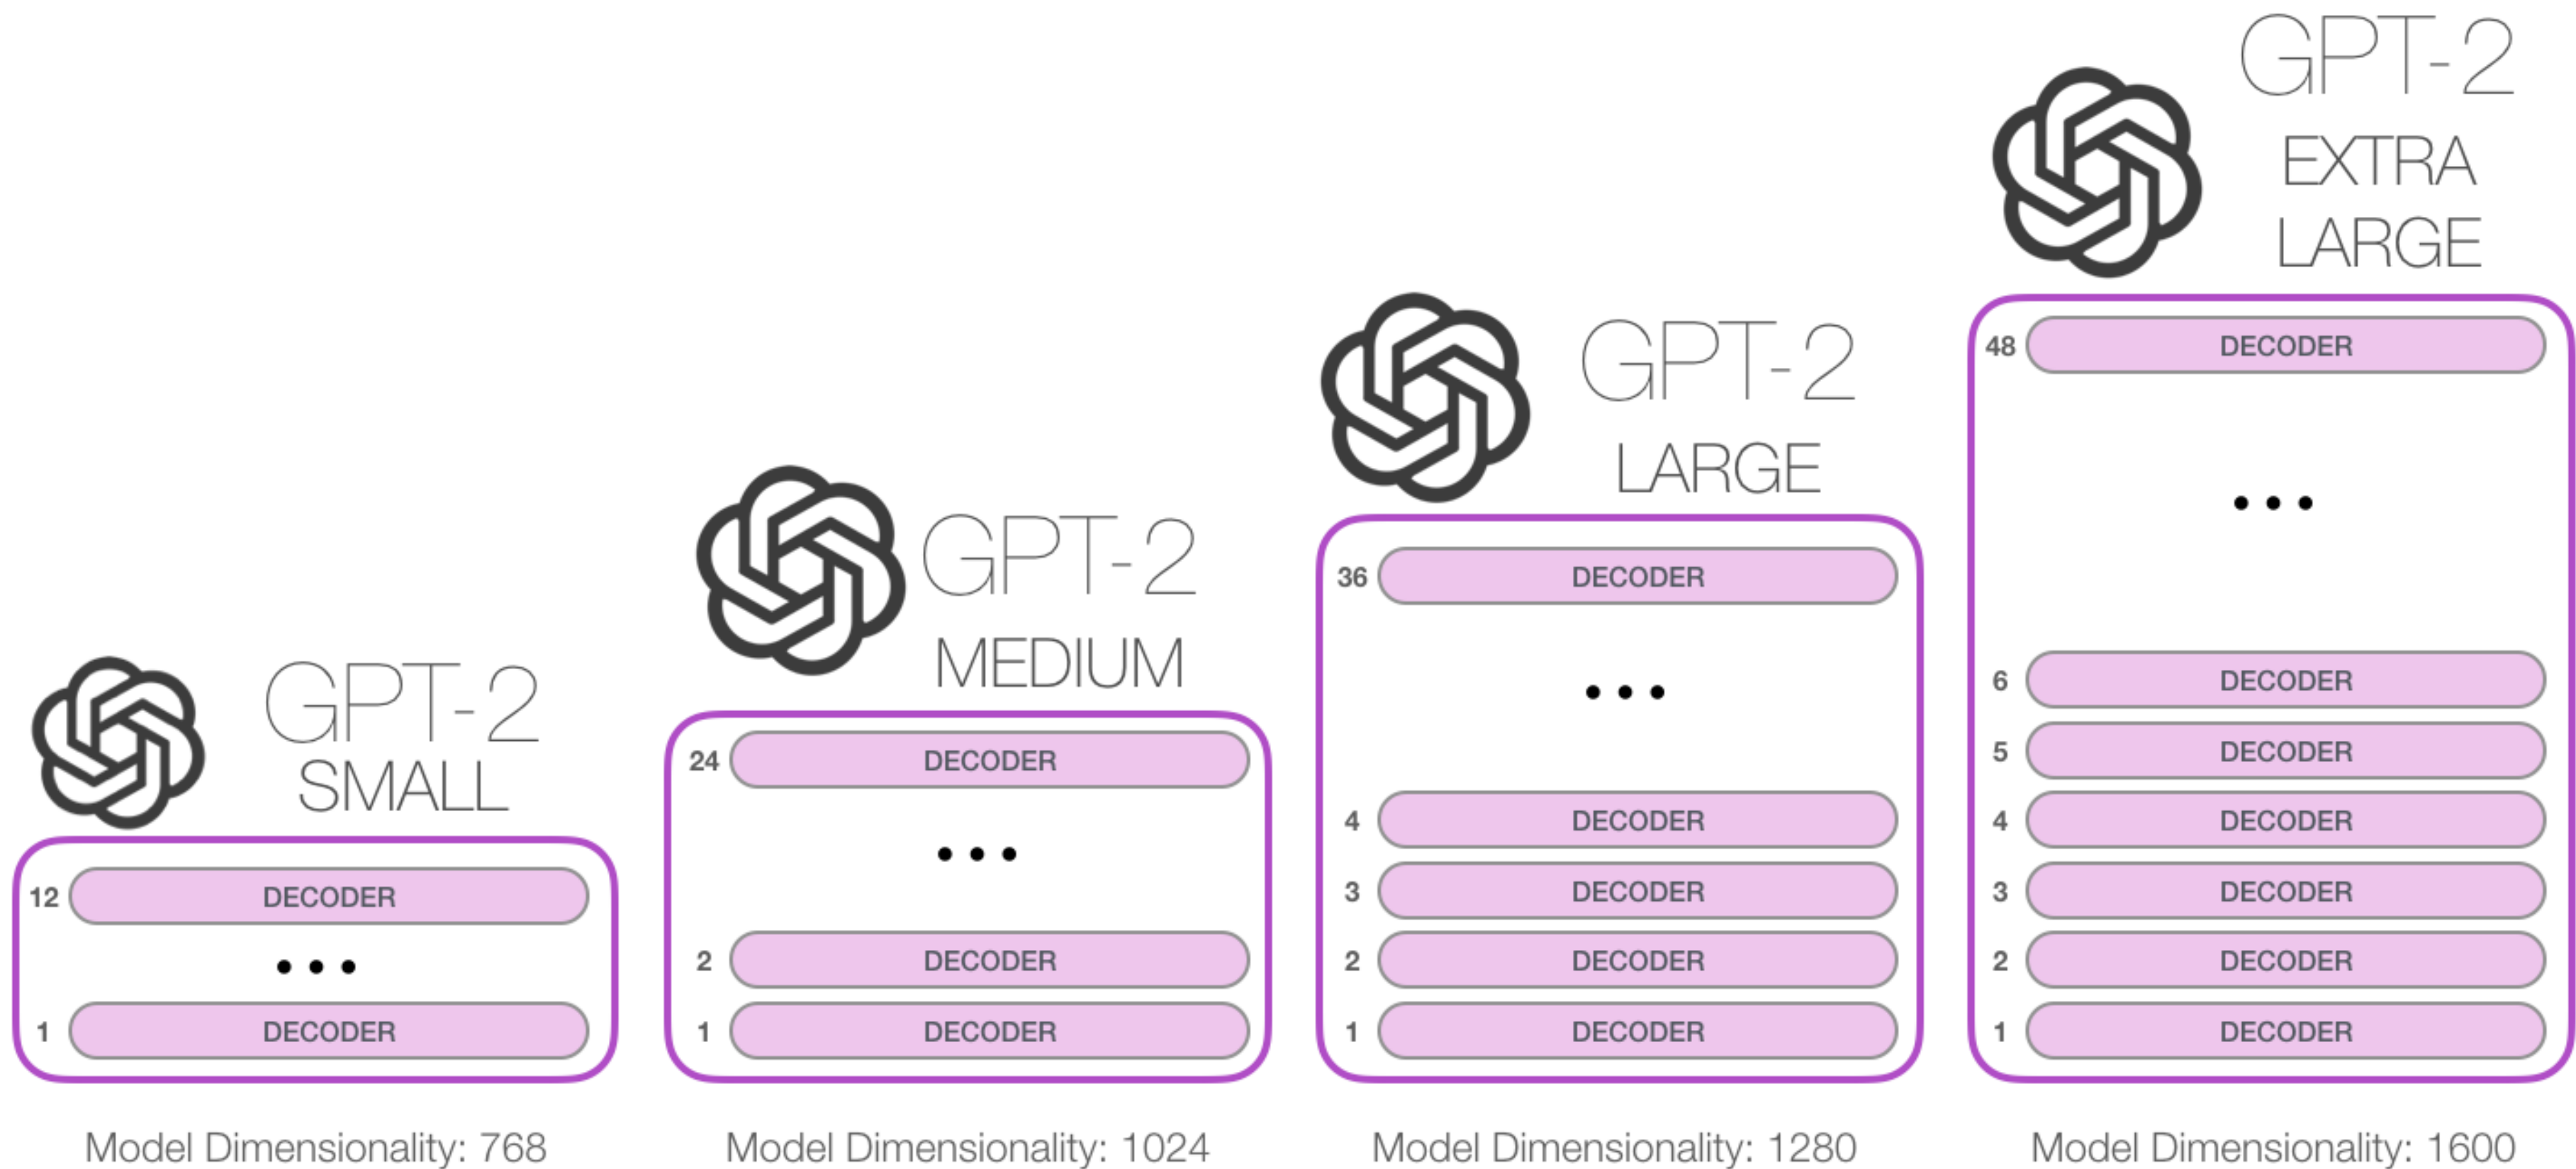 GPT-2
SMALL
12 DECODER
...
1 DECODER
Model Dimensionality: 768
GPT-2
MEDIUM
24 DECODER
...
2 DECODER
1 DECODER
Model Dimensionality: 1024
GPT-2
LARGE
36 DECODER
...
4 DECODER
3 DECODER
2 DECODER
1 DECODER
Model Dimensionality: 1280
GPT-2
EXTRA
LARGE
48 DECODER
...
6 DECODER
5 DECODER
4 DECODER
3 DECODER
2 DECODER
1 DECODER
Model Dimensionality: 1600